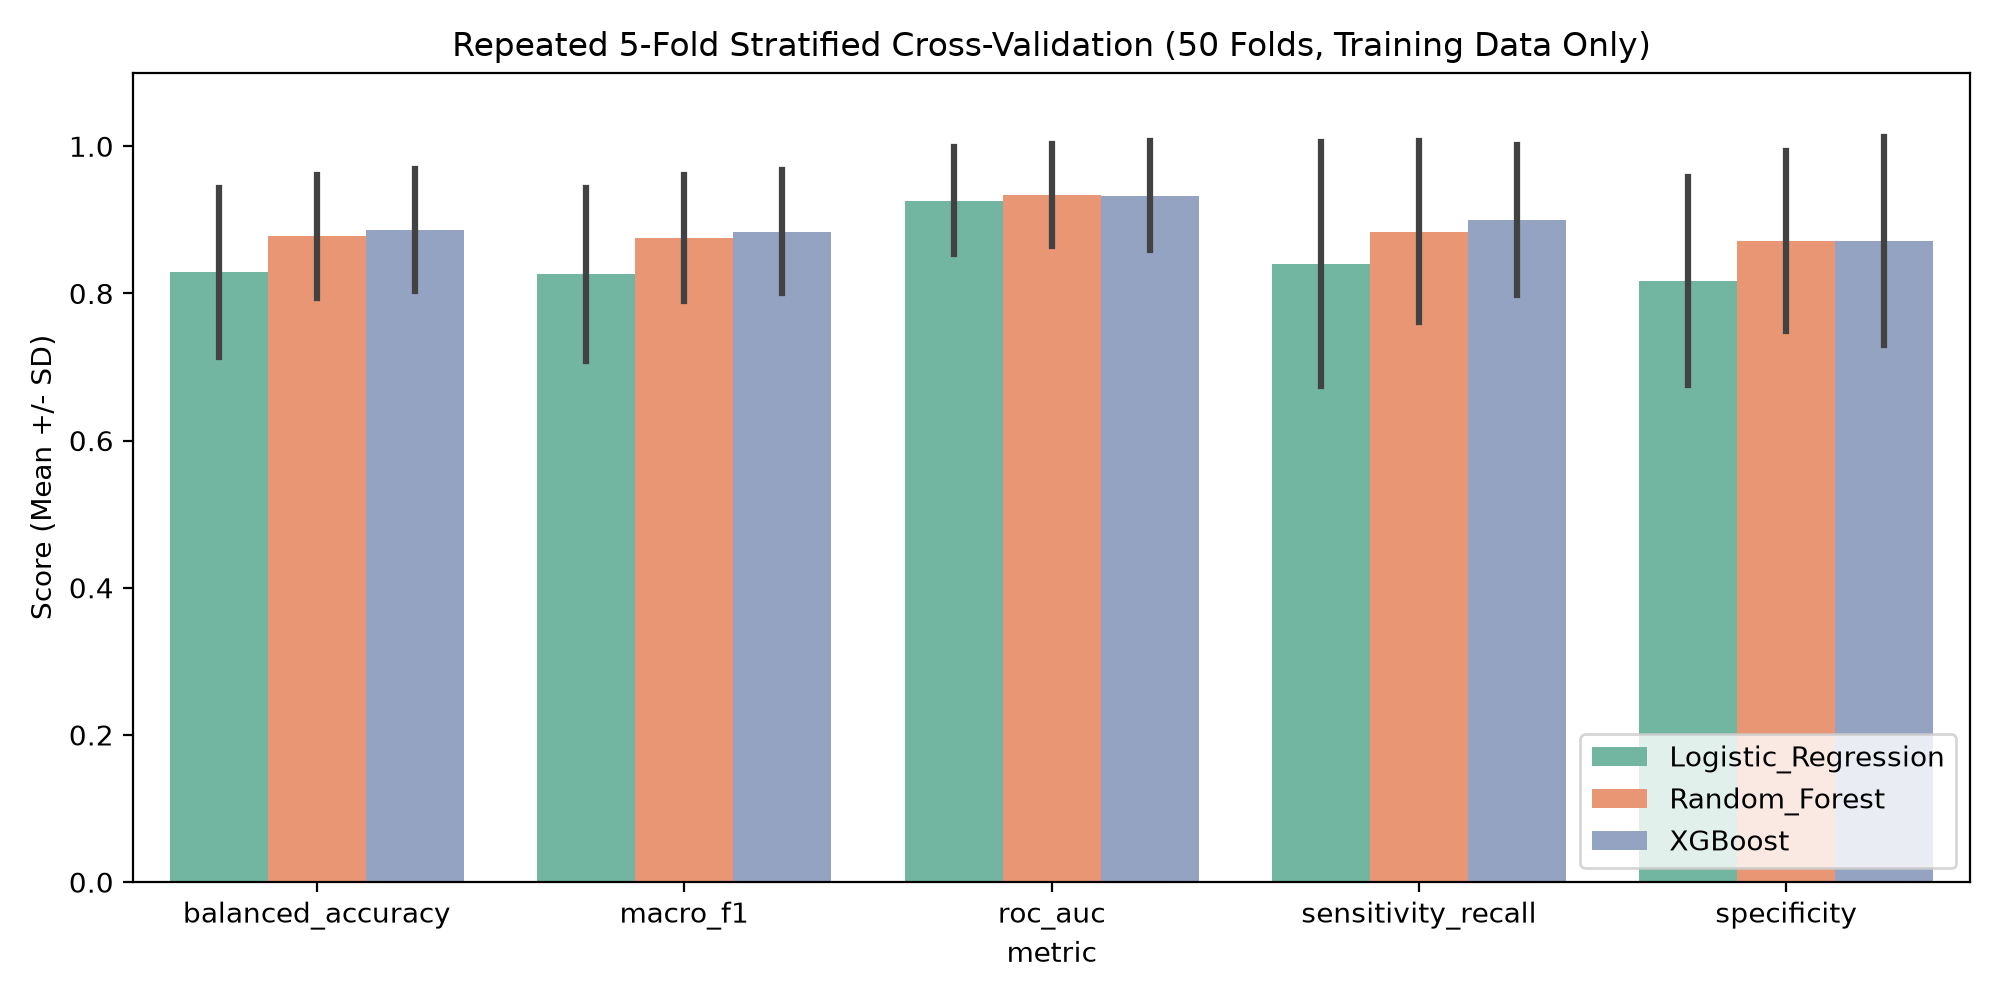 Repeated 5-Fold Stratified Cross-Validation (50 Folds, Training Data Only)
Score (Mean +/- SD)
1.0
0.8
0.6
0.4
0.2
0.0
balanced_accuracy
macro_f1
roc_auc
sensitivity_recall
specificity
metric
Logistic_Regression
Random_Forest
XGBoost